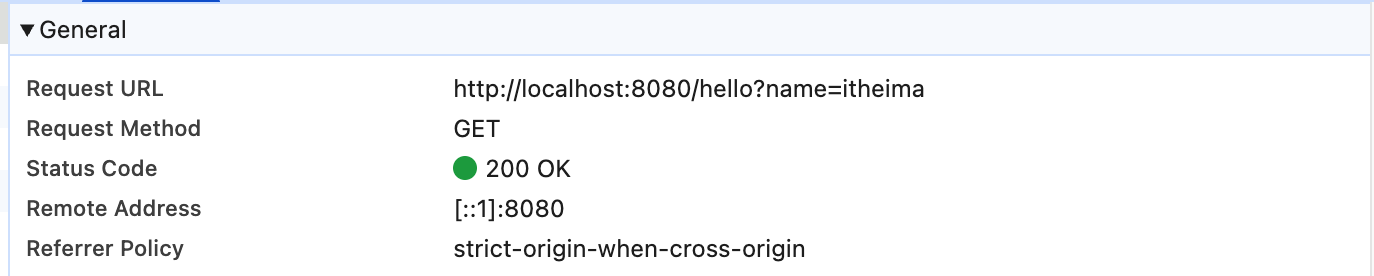 ▼ General
Request URL http://localhost:8080/hello?name=itheima
Request Method GET
Status Code 200 OK
Remote Address [::1]:8080
Referrer Policy strict-origin-when-cross-origin